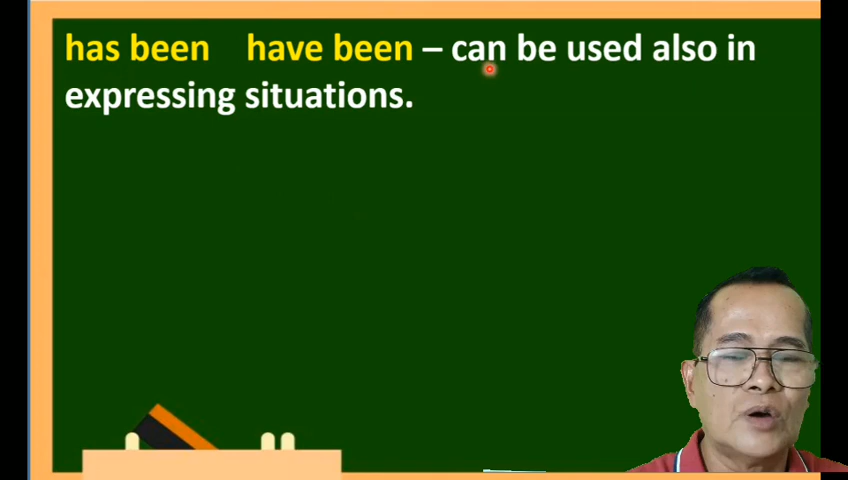 has been have been – can be used also in
expressing situations.